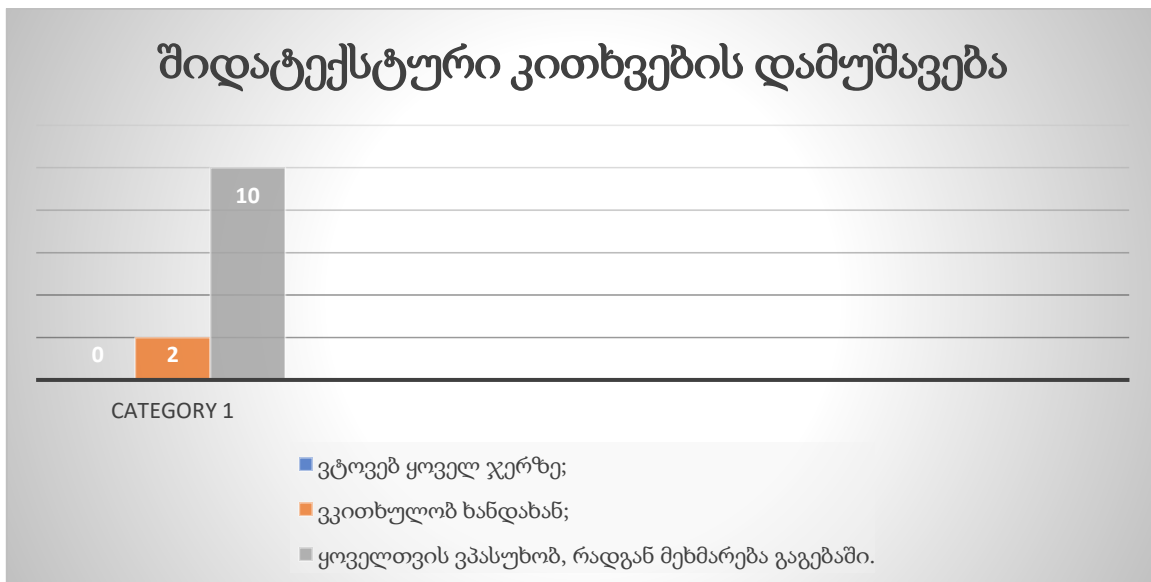 შიდატექსტური კითხვების დამუშავება
10
0
2
CATEGORY 1
ვტოვებ ყოველ ჯერზე;
ვკითხულობ ხანდახან;
ყოველთვის ვპასუხობ, რადგან მეხმარება გაგებაში.